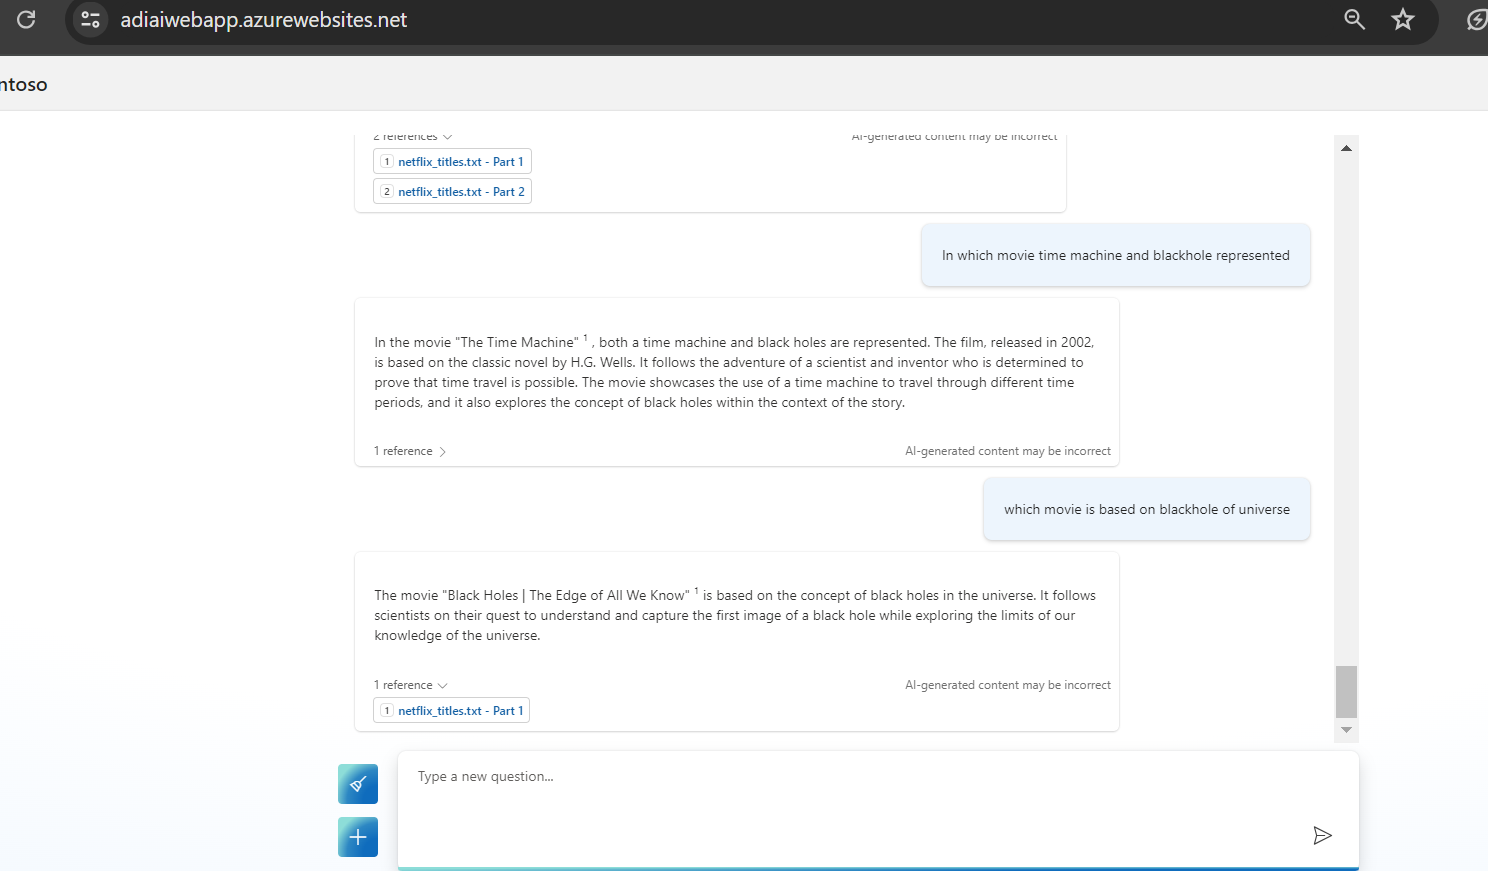 adiaiwebapp.azurewebsites.net
ntoso
2 references
AI-generated content may be incorrect
1 netflix_titles.txt - Part 1
2 netflix_titles.txt - Part 2
In which movie time machine and blackhole represented
In the movie "The Time Machine" 1 , both a time machine and black holes are represented. The film, released in 2002,
is based on the classic novel by H.G. Wells. It follows the adventure of a scientist and inventor who is determined to
prove that time travel is possible. The movie showcases the use of a time machine to travel through different time
periods, and it also explores the concept of black holes within the context of the story.
1 reference
AI-generated content may be incorrect
which movie is based on blackhole of universe
The movie "Black Holes | The Edge of All We Know" 1 is based on the concept of black holes in the universe. It follows
scientists on their quest to understand and capture the first image of a black hole while exploring the limits of our
knowledge of the universe.
1 reference
AI-generated content may be incorrect
1 netflix_titles.txt - Part 1
Type a new question...